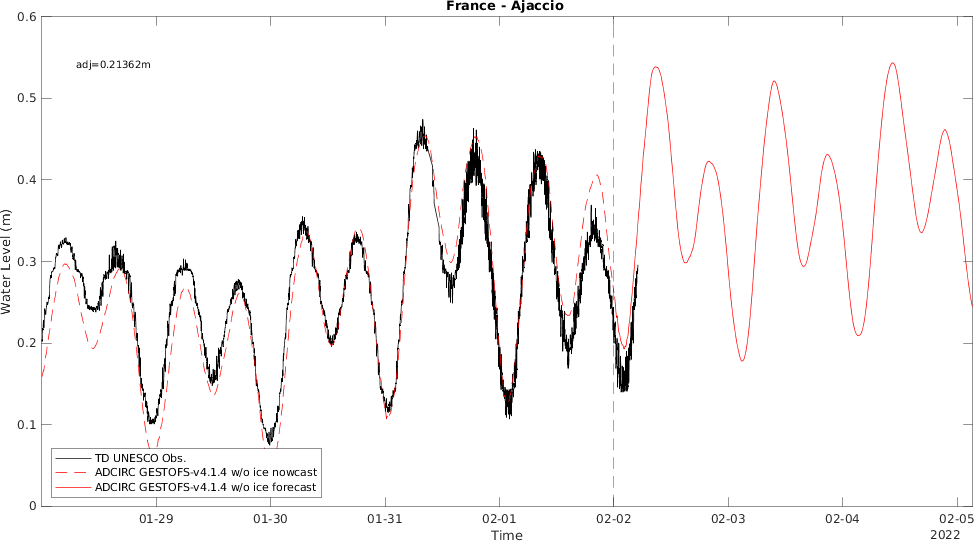 France - Ajaccio
adj=0.21362m
0.6
0.5
0.4
0.3
0.2
0.1
0
Water Level (m)
TD UNESCO Obs.
ADCIRC GESTOFS-v4.1.4 w/o ice nowcast
ADCIRC GESTOFS-v4.1.4 w/o ice forecast
01-29 01-30 01-31 02-01 02-02 02-03 02-04 02-05
Time
2022